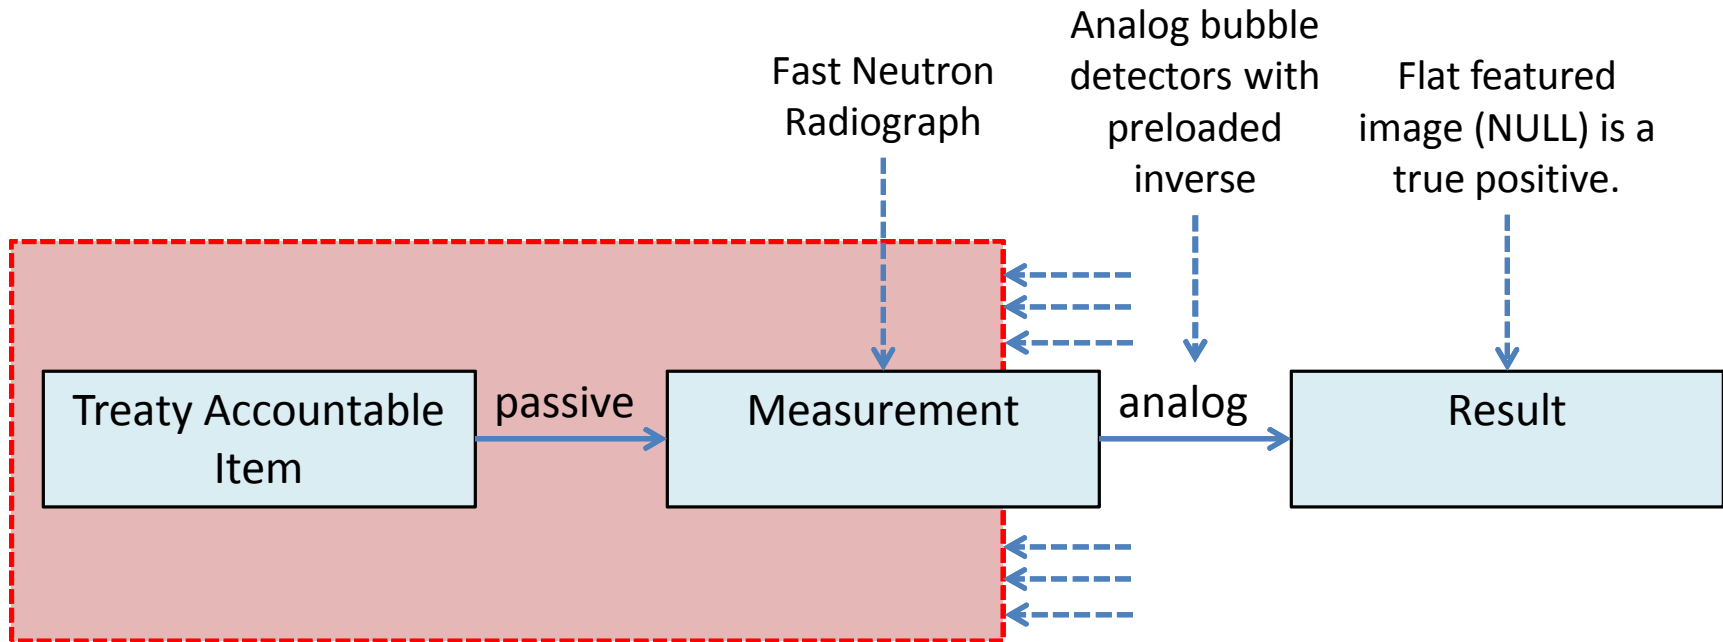 Fast Neutron
Radiograph
Analog bubble
detectors with
preloaded
inverse
Flat featured
image (NULL) is a
true positive.
Treaty Accountable
Item
passive
Measurement
analog
Result